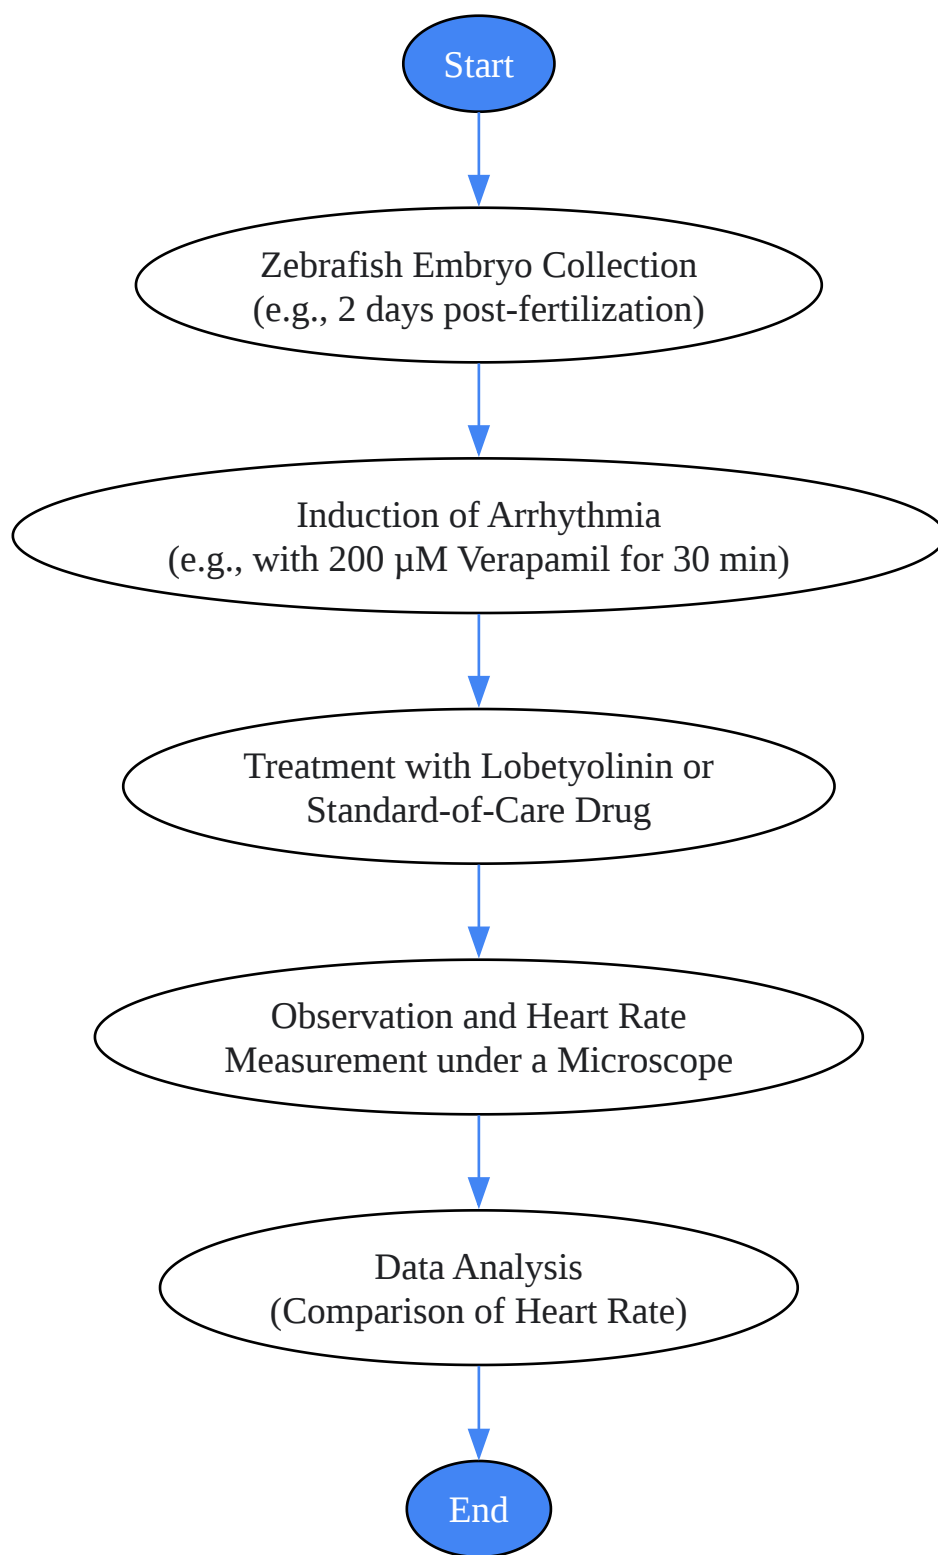 Start
Zebrafish Embryo Collection
(e.g., 2 days post-fertilization)
Induction of Arrhythmia
(e.g., with 200 µM Verapamil for 30 min)
Treatment with Lobetyolinin or
Standard-of-Care Drug
Observation and Heart Rate
Measurement under a Microscope
Data Analysis
(Comparison of Heart Rate)
End